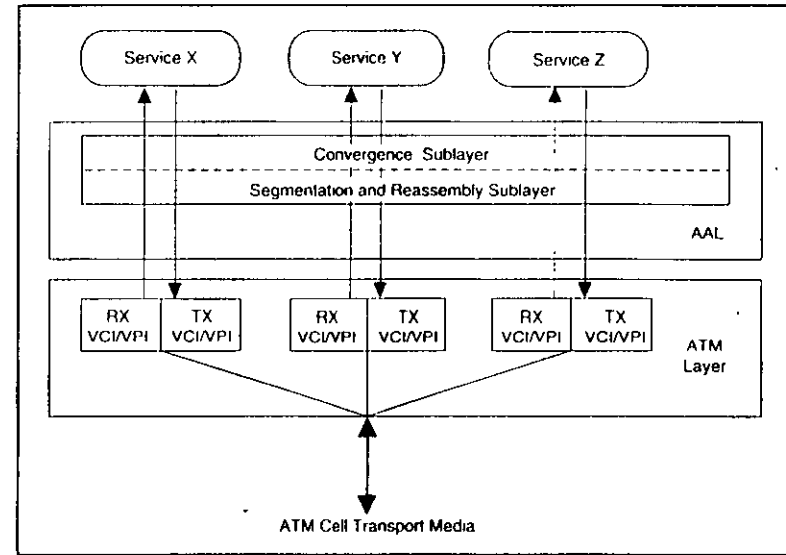 Service X
Service Y
Service Z
Convergence Sublayer
Segmentation and Reassembly Sublayer
AAL
RX
VCI/VPI
TX
VCI/VPI
RX
VCI/VPI
TX
VCI/VPI
RX
VCI/VPI
TX
VCI/VPI
ATM
Layer
ATM Cell Transport Media